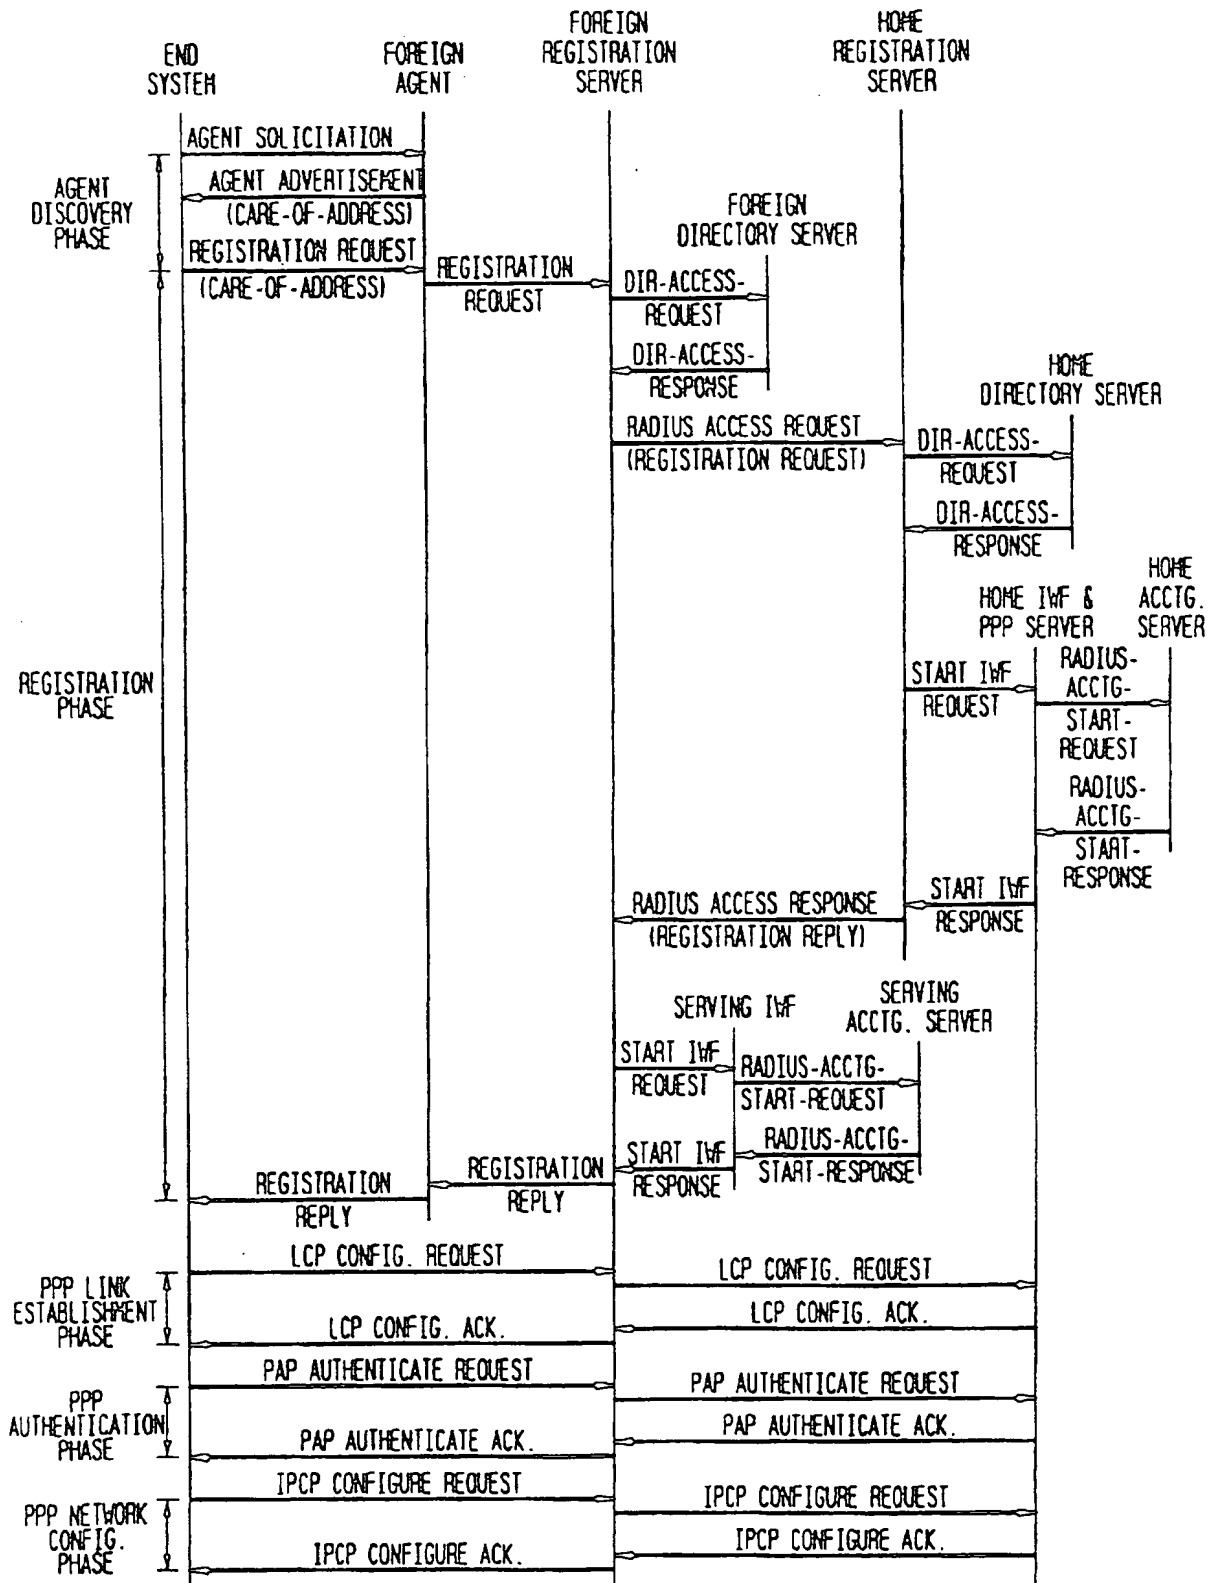 END
SYSTEM
FOREIGN
AGENT
FOREIGN
REGISTRATION
SERVER
HOME
REGISTRATION
SERVER
AGENT SOLICITATION
AGENT ADVERTISEMENT
(CARE-OF-ADDRESS)
AGENT
DISCOVERY
PHASE
REGISTRATION REQUEST
(CARE-OF-ADDRESS)
REGISTRATION
REQUEST
FOREIGN
DIRECTORY SERVER
DIR-ACCESS-
REQUEST
DIR-ACCESS-
RESPONSE
HOME
DIRECTORY SERVER
RADIUS ACCESS REQUEST
(REGISTRATION REQUEST)
DIR-ACCESS-
REQUEST
DIR-ACCESS-
RESPONSE
HOME IWF &
PPP SERVER
HOME
ACCTG.
SERVER
REGISTRATION
PHASE
START IWF
REQUEST
RADIUS-
ACCTG-
START-
REQUEST
RADIUS-
ACCTG-
START-
RESPONSE
START IWF
RESPONSE
RADIUS ACCESS RESPONSE
(REGISTRATION REPLY)
SERVING IWF
SERVING
ACCTG. SERVER
START IWF
REQUEST
RADIUS-ACCTG-
START-REQUEST
RADIUS-ACCTG-
START-RESPONSE
START IWF
RESPONSE
REGISTRATION
REPLY
REGISTRATION
REPLY
LCP CONFIG. REQUEST
LCP CONFIG. REQUEST
PPP LINK
ESTABLISHMENT
PHASE
LCP CONFIG. ACK.
LCP CONFIG. ACK.
PAP AUTHENTICATE REQUEST
PAP AUTHENTICATE REQUEST
PPP
AUTHENTICATION
PHASE
PAP AUTHENTICATE ACK.
PAP AUTHENTICATE ACK.
IPCP CONFIGURE REQUEST
IPCP CONFIGURE REQUEST
PPP NETWORK
CONFIG.
PHASE
IPCP CONFIGURE ACK.
IPCP CONFIGURE ACK.